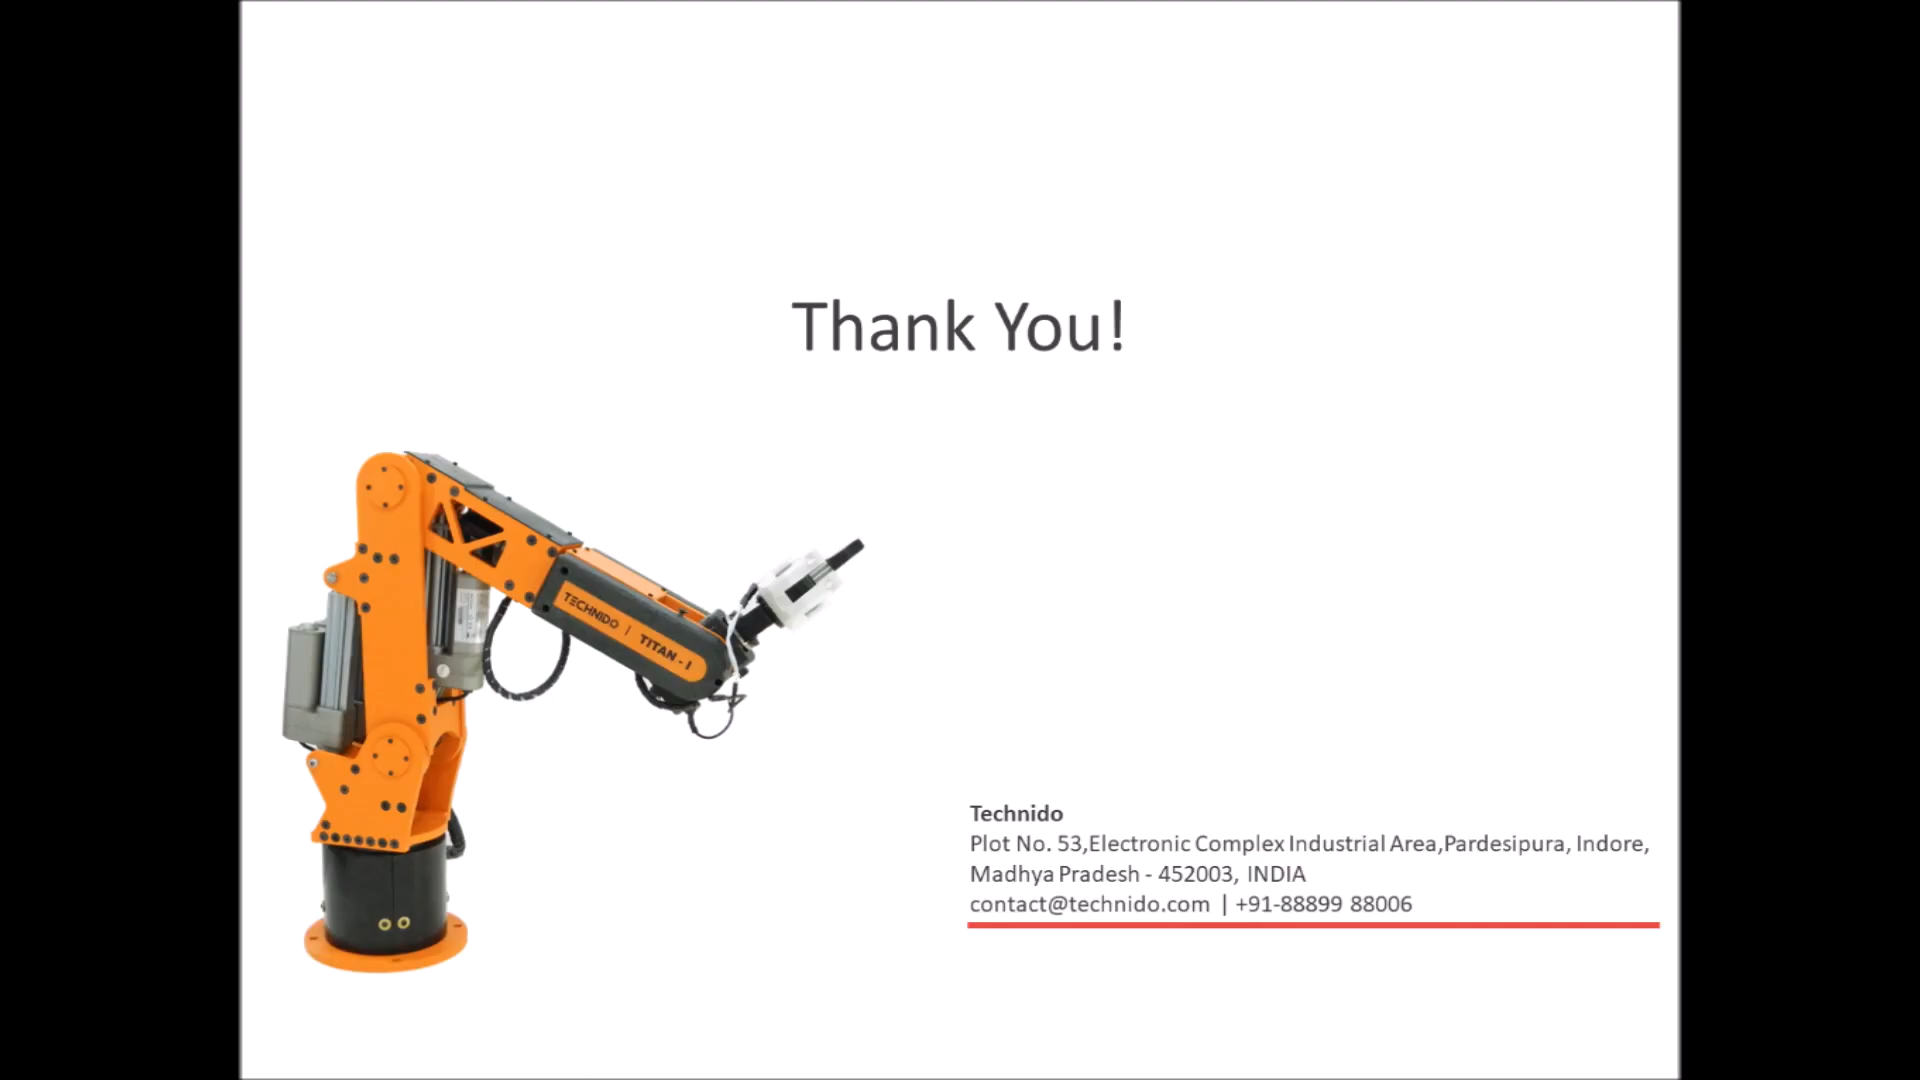 Thank You!
TECHNIDO | TITAN - I
Technido
Plot No. 53,Electronic Complex Industrial Area,Pardesipura, Indore,
Madhya Pradesh - 452003, INDIA
contact@technido.com | +91-88899 88006